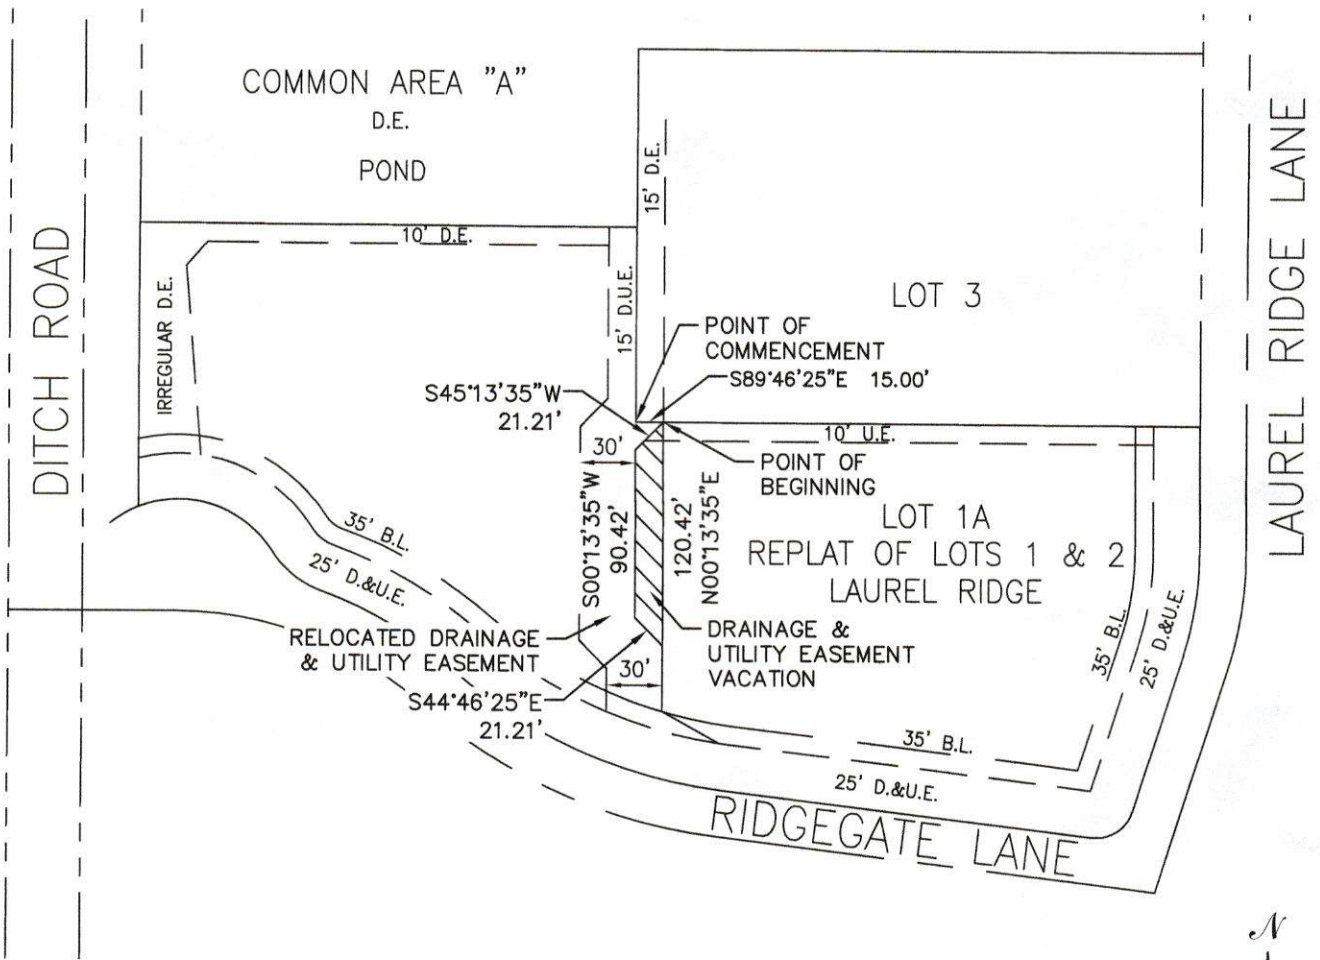 COMMON AREA "A"
D.E.
POND
DITCH ROAD
LAUREL RIDGE LANE
15' D.E.
10' D.E.
IRREGULAR D.E.
15' D.U.E.
LOT 3
POINT OF
COMMENCEMENT
S89°46'25"E 15.00'
S45°13'35"W
21.21'
30'
10' U.E.
POINT OF
BEGINNING
S00°13'35"W
90.42'
120.42'
N00°13'35"E
LOT 1A
REPLAT OF LOTS 1 & 2
LAUREL RIDGE
35' B.L.
25' D.&U.E.
RELOCATED DRAINAGE
& UTILITY EASEMENT
DRAINAGE &
UTILITY EASEMENT
VACATION
30'
S44°46'25"E
21.21'
35' B.L.
25' D.&U.E.
35' B.L.
25' D.&U.E.
RIDGEGATE LANE
N